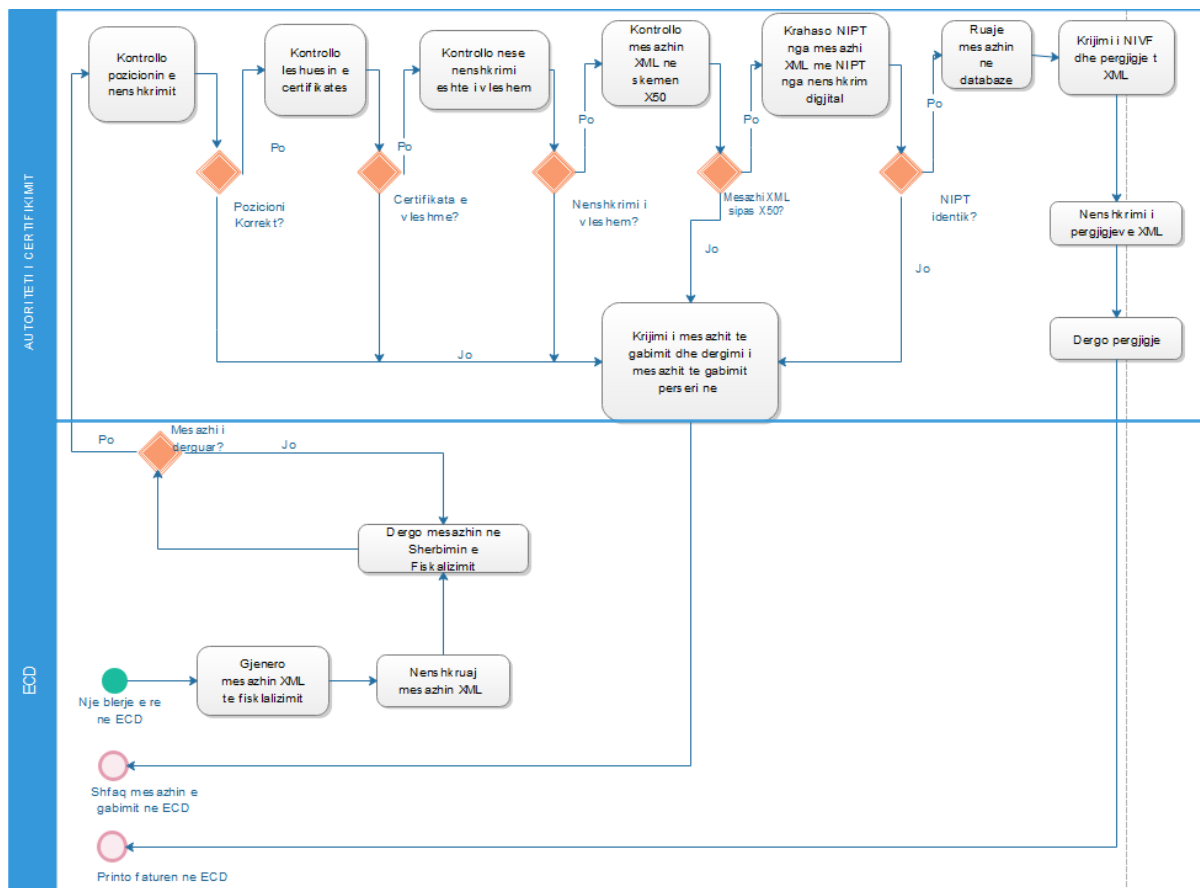 AUTORITETI I CERTIFIKIMIT
Kontrollo
pozicionin e
nenshkrimit
Kontrollo
leshuesin e
certifikates
Kontrollo nese
nenshkrimi
eshte i vleshem
Kontrollo
mesazhin
XML ne
skemen
X50
Krahaso NIPT
nga mesazhi
XML me NIPT
nga nenshkrim
digjital
Ruaje
mesazhin
ne
databaze
Krijimi i NIVF
dhe pergjigje t
XML
Po
Po
Po
Po
Po
Pozicioni
Korrekt?
Certifikata e
vleshme?
Nenshkrimi i
vleshem?
Mesazhi XML
sipas X50?
NIPT
identik?
Nenshkrimi i
pergjigjeve XML
Jo
Jo
Jo
Krijimi i mesazhit te
gabimit dhe dergimi i
mesazhit te gabimit
perseri ne
Dergo pergjigje
ECD
Po
Mesazhi i
derguar?
Jo
Dergo mesazhin ne
Sherbimin e
Fiskalizimit
Gjenero
mesazhin XML
te fisklalizimit
Nenshkruaj
mesazhin XML
Nje blerje e re
ne ECD
Shfaq mesazhin e
gabimit ne ECD
Printo faturen ne ECD